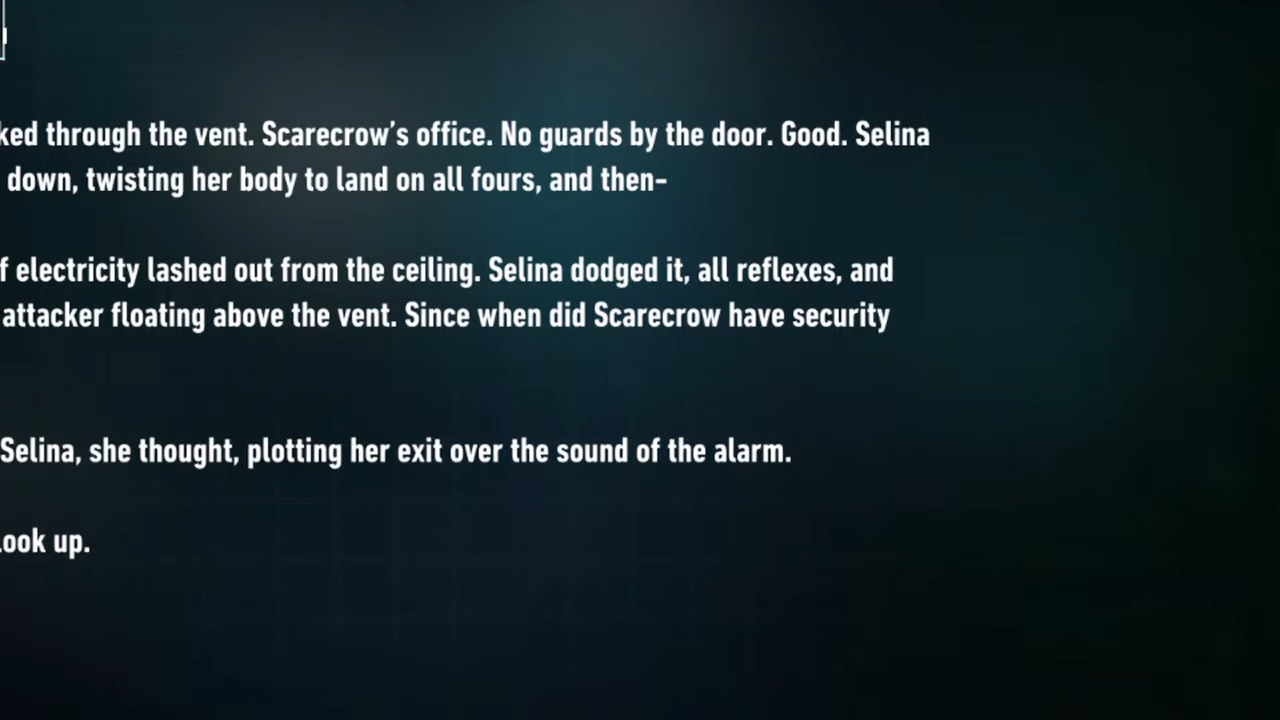 ked through the vent. Scarecrow's office. No guards by the door. Good. Selina
down, twisting her body to land on all fours, and then-
f electricity lashed out from the ceiling. Selina dodged it, all reflexes, and
attacker floating above the vent. Since when did Scarecrow have security
Selina, she thought, plotting her exit over the sound of the alarm.
Look up.